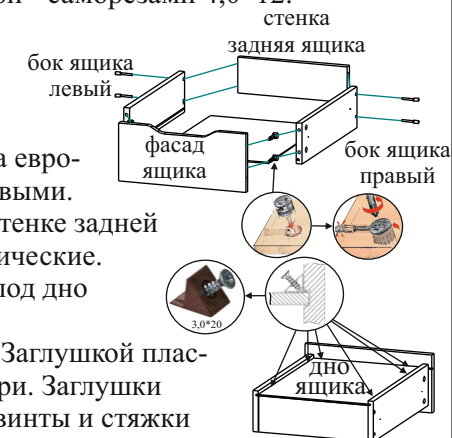 саморезами 4,0*12.
стенка
задняя ящика
бок ящика
левый
фасад
ящика
бок ящика
правый
а евро-
выми.
тенке задней
ические.
под дно
3,0*20
Заглушкой плас-
ри. Заглушки
винты и стяжки
дно
ящика